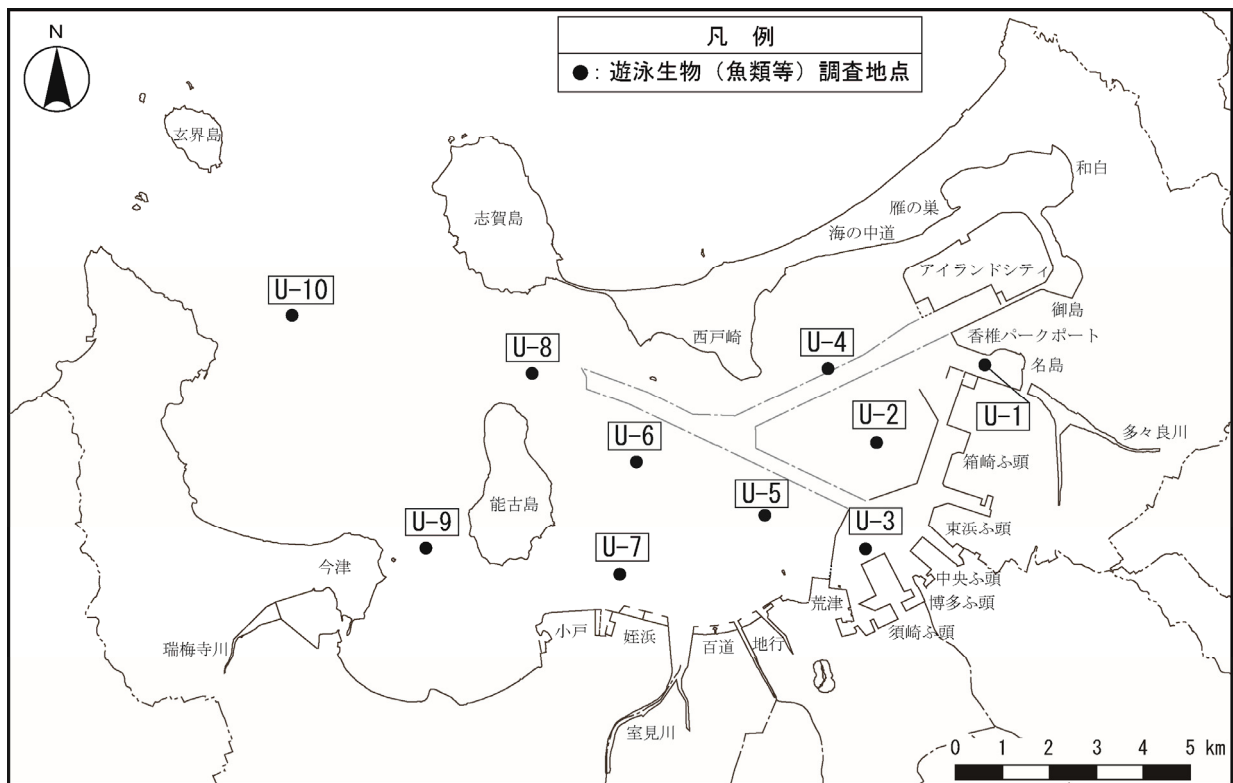 N
凡 例
●：遊泳生物（魚類等）調査地点
玄界島
志賀島
和白
雁の巣
海の中道
アイランドシティ
御島
香椎パークポート
名島
西戸崎
U-10
U-8
U-4
U-1
U-2
多々良川
箱崎ふ頭
U-6
能古島
U-5
U-3
東浜ふ頭
U-9
U-7
今津
中央ふ頭
荒津
博多ふ頭
須崎ふ頭
小戸
姪浜
百道
地行
瑞梅寺川
室見川
0 1 2 3 4 5 km